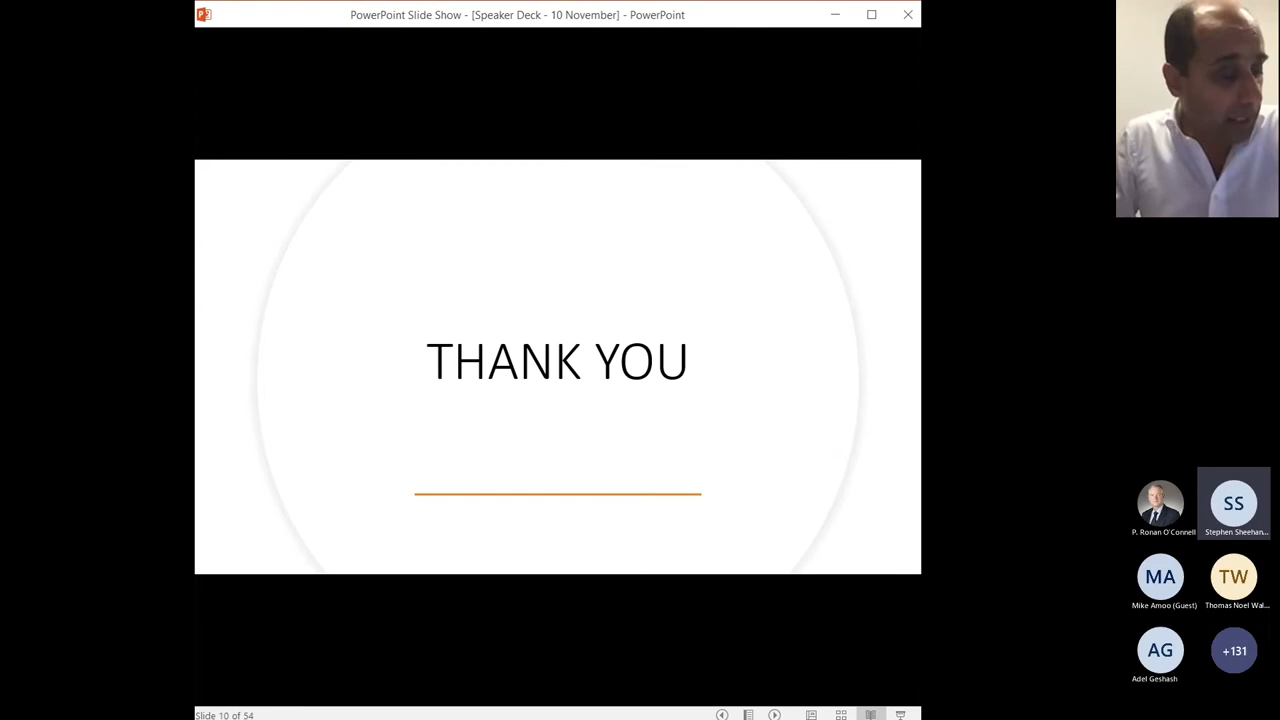 PowerPoint Slide Show - [Speaker Deck - 10 November] - PowerPoint
THANK YOU
P. Ronan O'Connell
SS
Stephen Sheehan...
MA
Mike Amoo (Guest)
TW
Thomas Noel Wal...
AG
Adel Geshash
+131
Slide 10 of 54